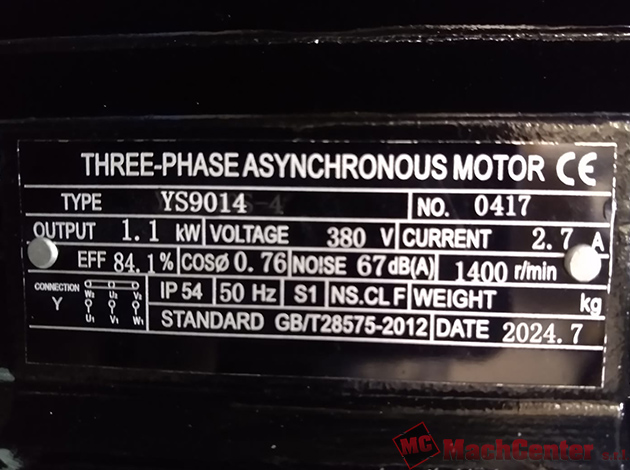 THREE-PHASE ASYNCHRONOUS MOTOR CE
TYPE YS9014 NO. 0417
OUTPUT 1.1 kW VOLTAGE 380 V CURRENT 2.7 A
EFF 84.1% COSØ 0.76 NOISE 67 dB(A) 1400 r/min
CONNECTION Y W2 U2 V2 IP 54 50 Hz S1 NS.CL F WEIGHT kg
U1 V1 W1 STANDARD GB/T28575-2012 DATE 2024.7
MC MachCenter